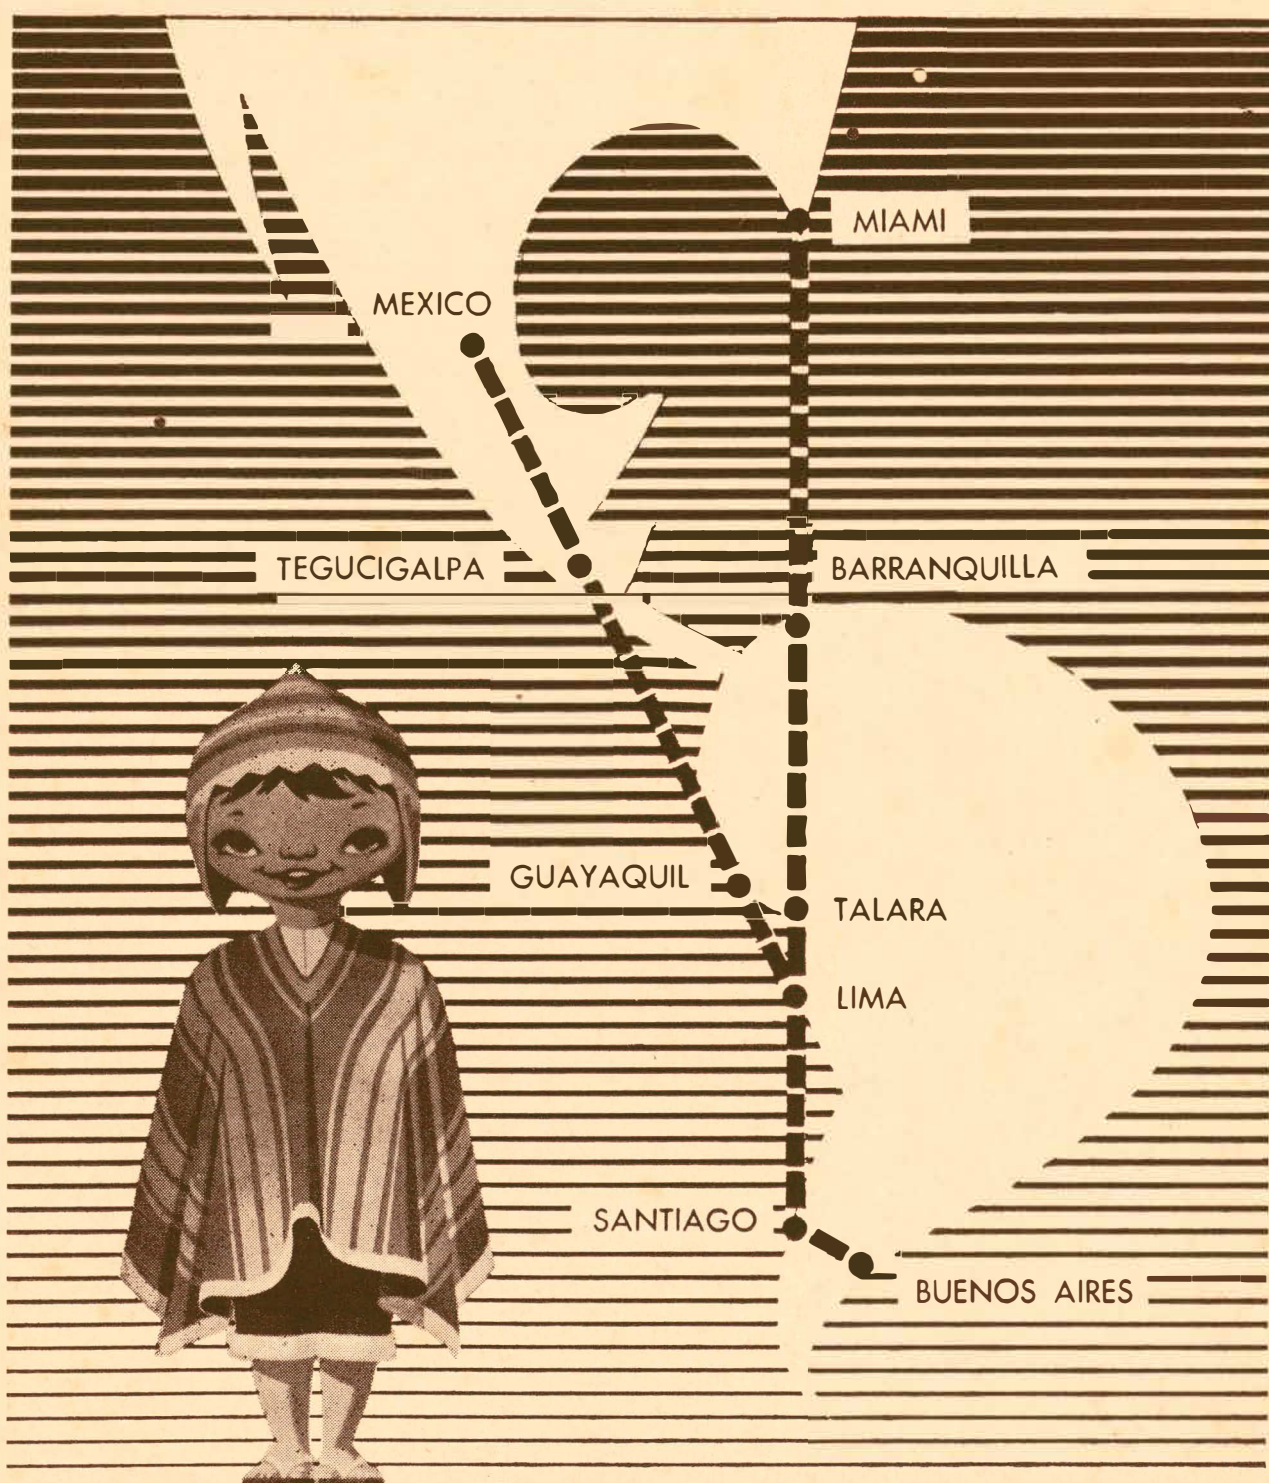 MIAMI
MEXICO
TEGUCIGALPA
BARRANQUILLA
GUAYAQUIL
TALARA
LIMA
SANTIAGO
BUENOS AIRES